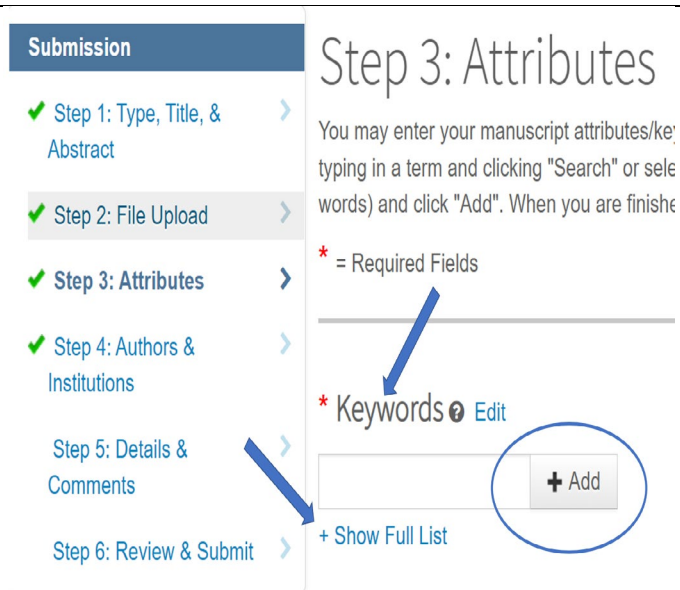 Submission
Step 1: Type, Title, &
Abstract
Step 2: File Upload
Step 3: Attributes
Step 4: Authors &
Institutions
Step 5: Details &
Comments
Step 6: Review & Submit
Step 3: Attributes
You may enter your manuscript attributes/key
typing in a term and clicking "Search" or sele
words) and click "Add". When you are finishe
* = Required Fields
* Keywords ? Edit
+ Add
+ Show Full List